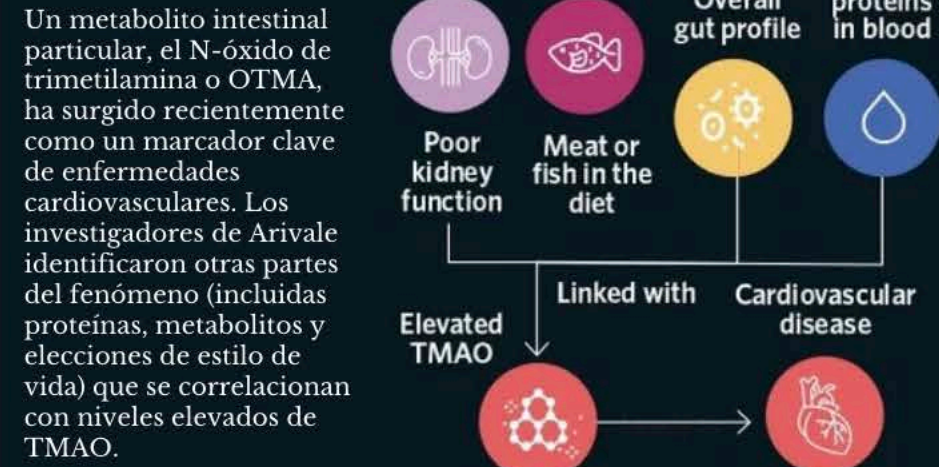 Un metabolito intestinal
particular, el N-óxido de
trimetilamina o OTMA,
ha surgido recientemente
como un marcador clave
de enfermedades
cardiovasculares. Los
investigadores de Arivale
identificaron otras partes
del fenómeno (incluidas
proteínas, metabolitos y
elecciones de estilo de
vida) que se correlacionan
con niveles elevados de
TMAO.
Poor
kidney
function
Meat or
fish in the
diet
Overall
gut profile
proteins
in blood
Linked with
Elevated
TMAO
Cardiovascular
disease